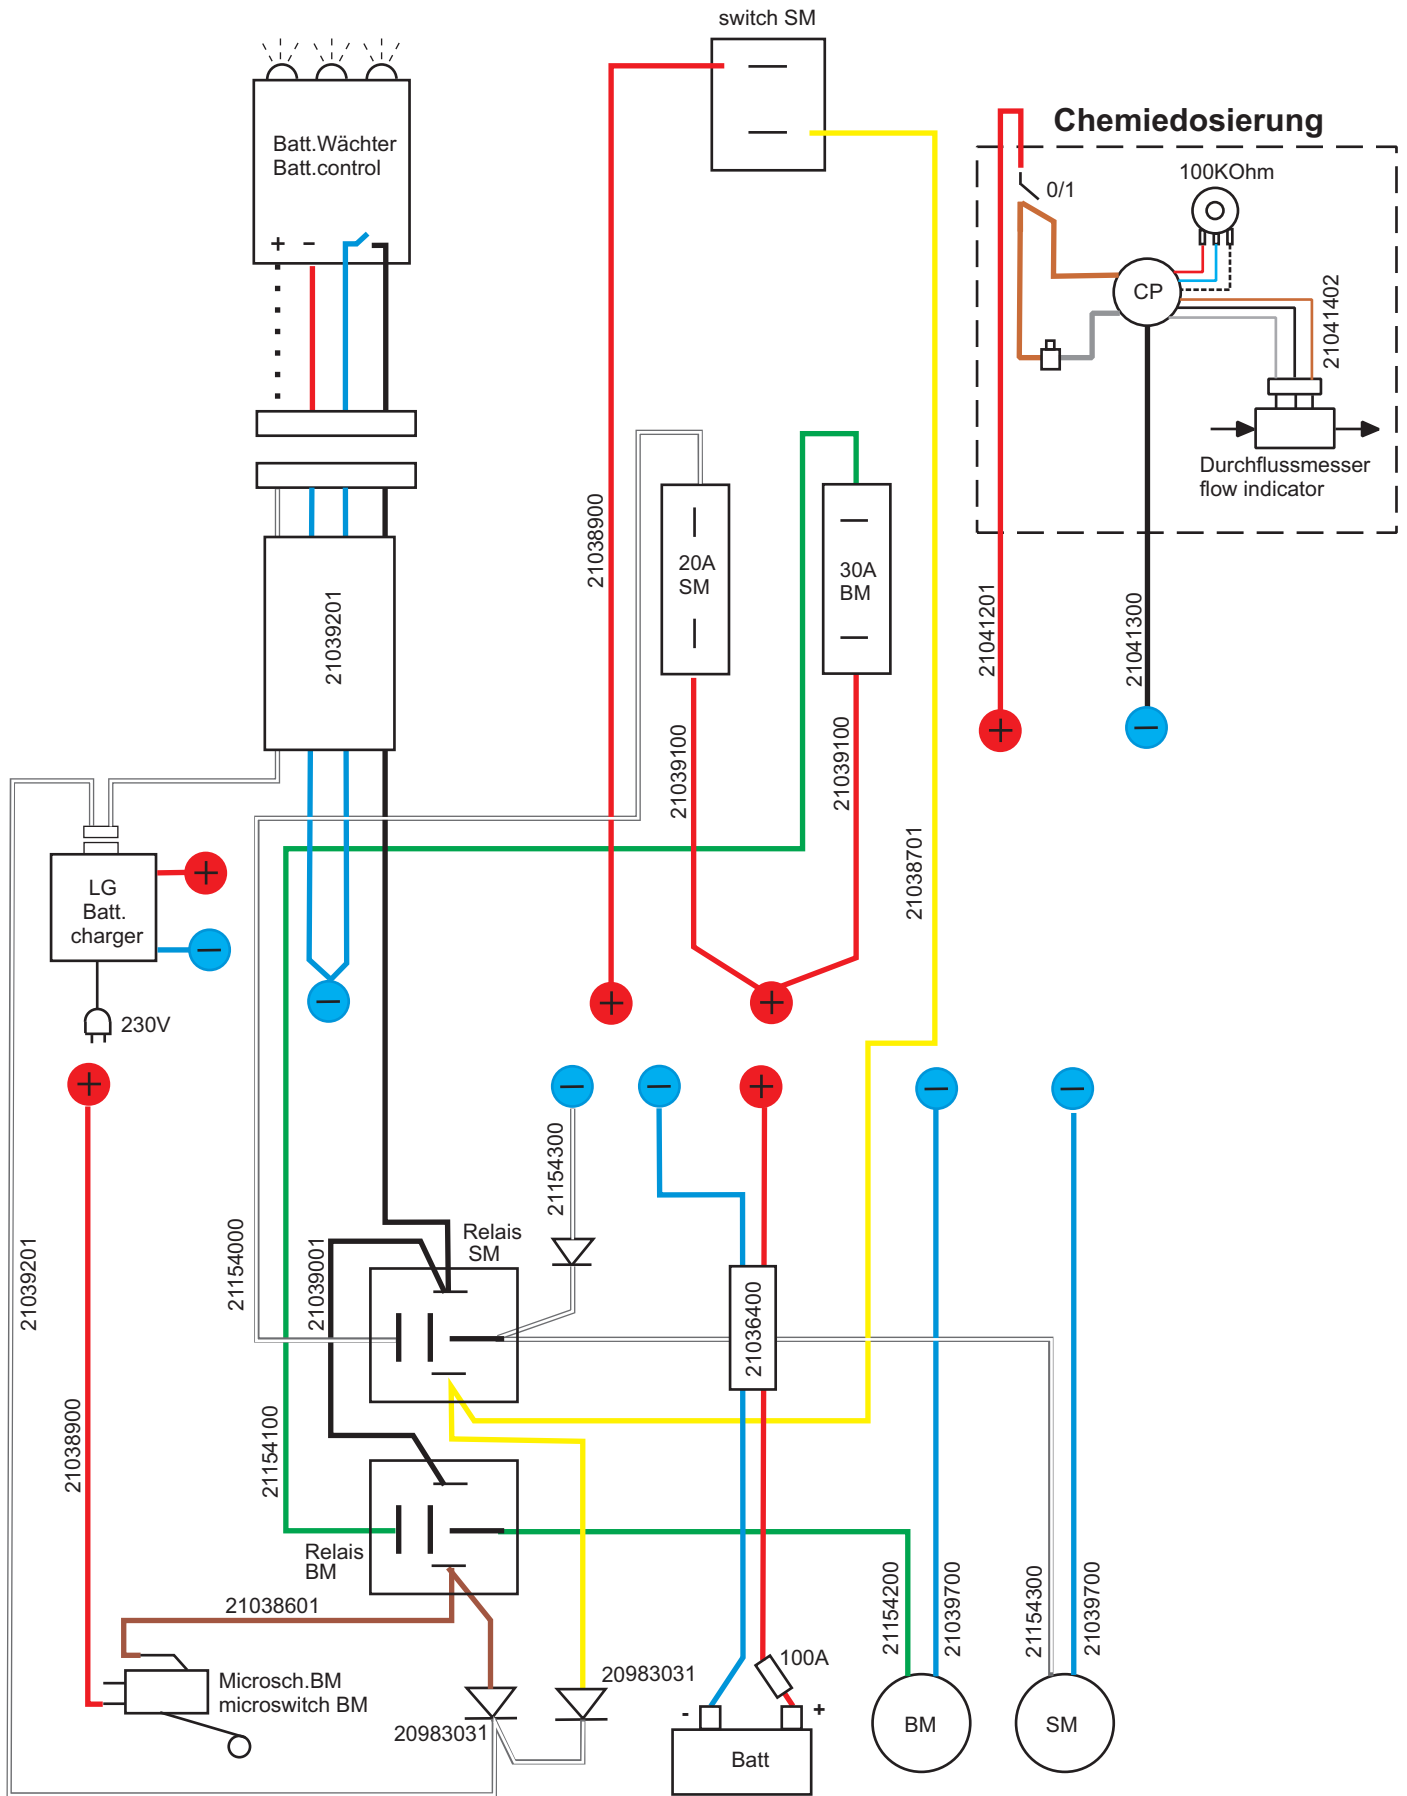 switch SM
Batt.Wächter
Batt.control
+ −
Chemiedosierung
0/1
100KOhm
CP
21041402
Durchflussmesser
flow indicator
21038900
20A
SM
30A
BM
21039201
21041201
21041300
21039100
21039100
21038701
+
−
LG
Batt.
charger
+
−
230V
−
+
+
+
−
−
+
−
−
21154300
21039201
21154000
21039001
Relais
SM
21036400
21038900
21154100
Relais
BM
21038601
Microsch.BM
microswitch BM
20983031
20983031
100A
- +
Batt
21154200
21039700
21154300
21039700
BM
SM